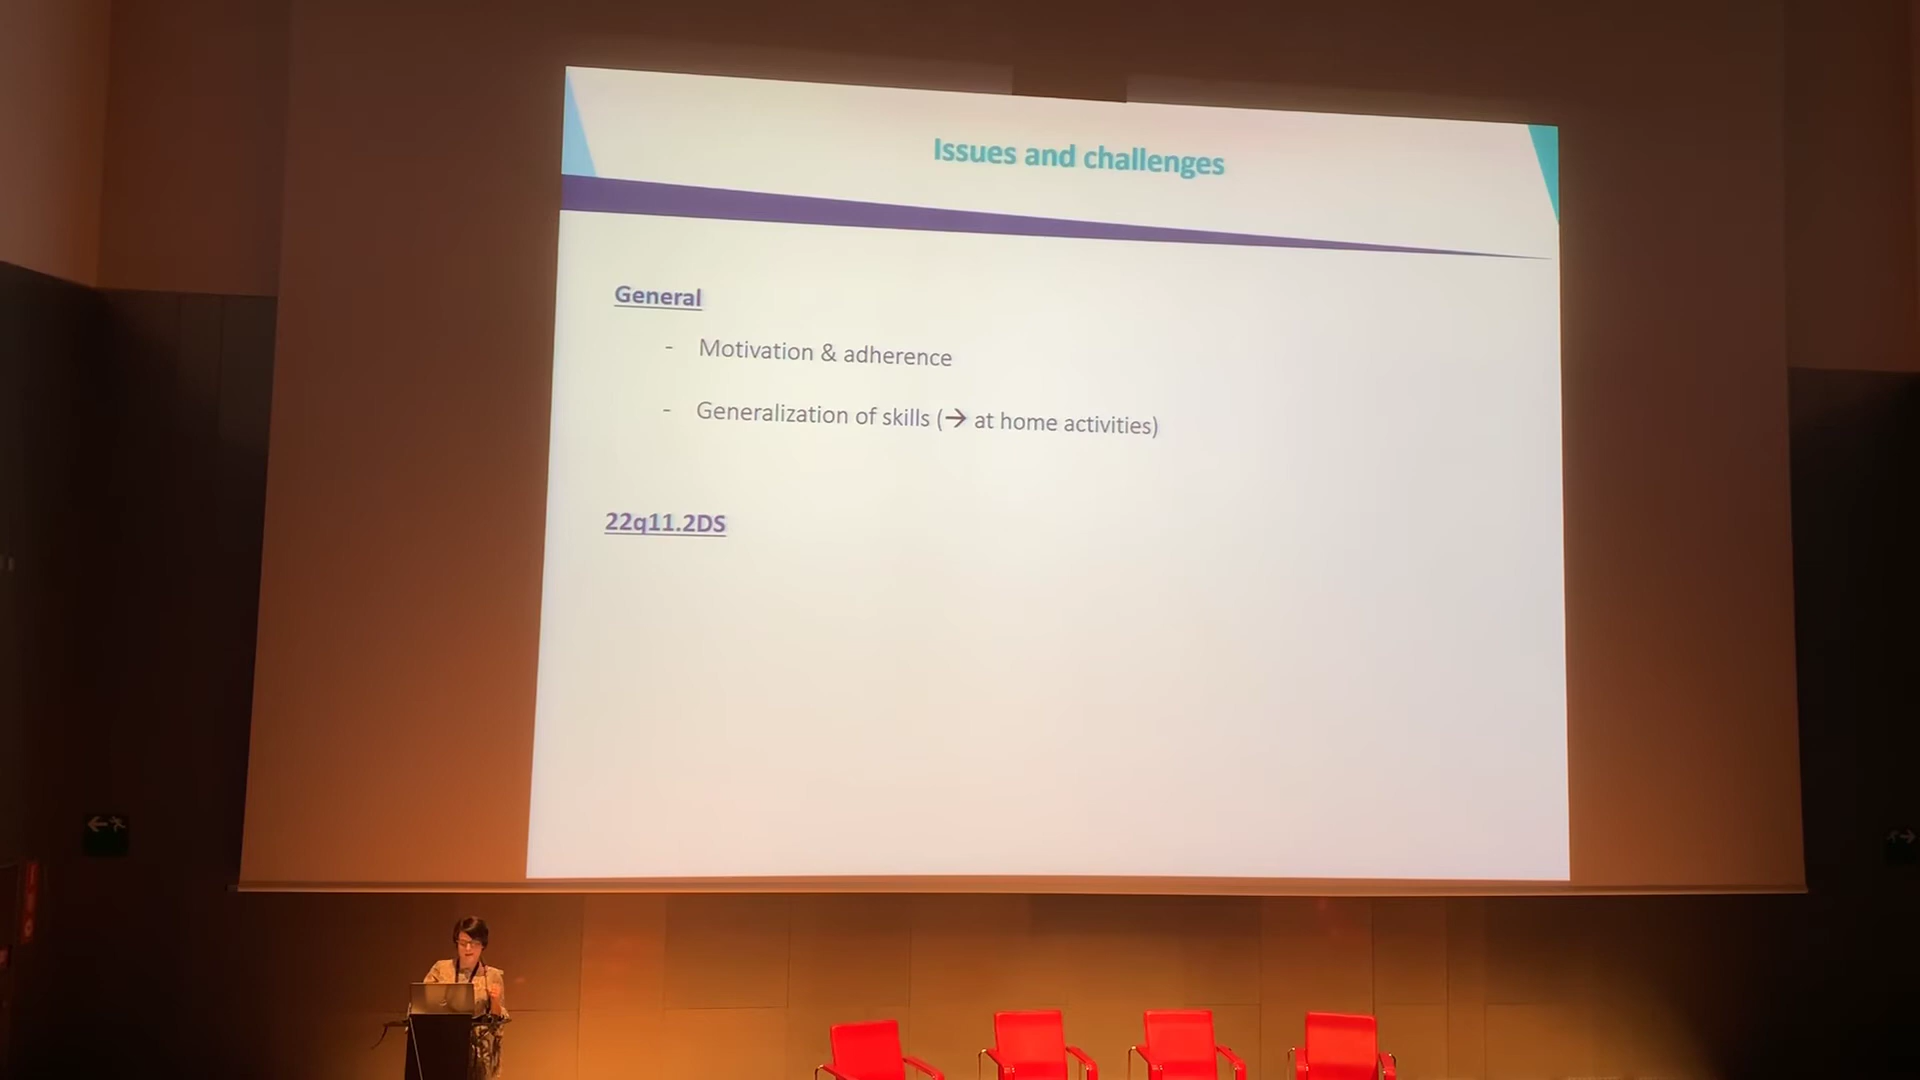 Issues and challenges
General
- Motivation & adherence
- Generalization of skills (→ at home activities)
22q11.2DS